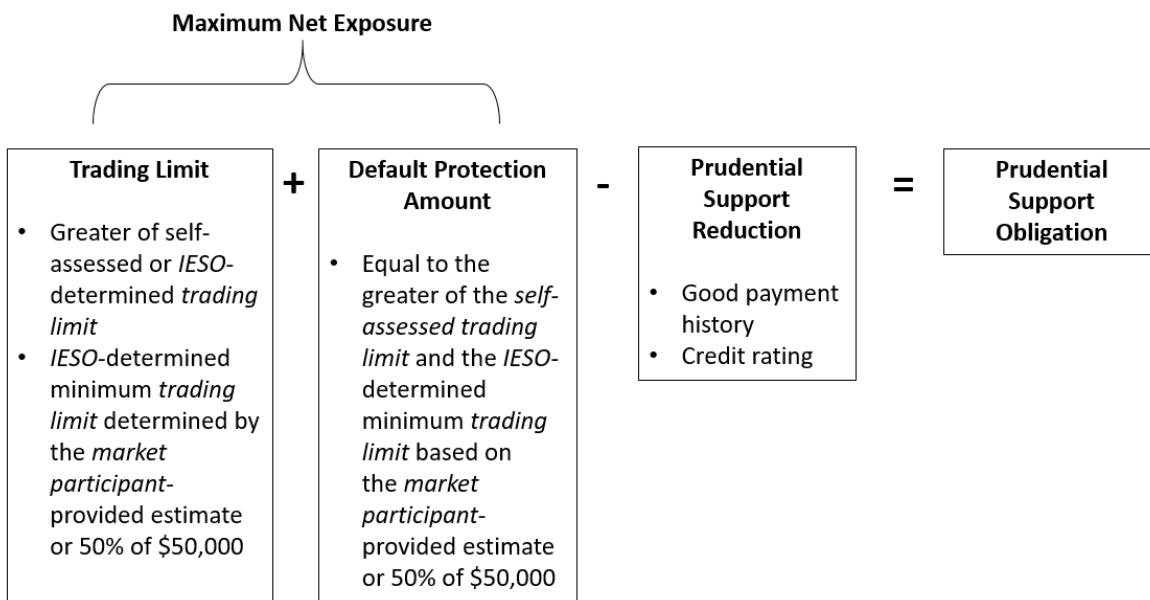 Maximum Net Exposure
Trading Limit
• Greater of self-
assessed or IESO-
determined trading
limit
• IESO-determined
minimum trading
limit determined by
the market
participant-
provided estimate
or 50% of $50,000
+
Default Protection
Amount
• Equal to the
greater of the self-
assessed trading
limit and the IESO-
determined
minimum trading
limit based on
the market
participant-
provided estimate
or 50% of $50,000
-
Prudential
Support
Reduction
• Good payment
history
• Credit rating
=
Prudential
Support
Obligation